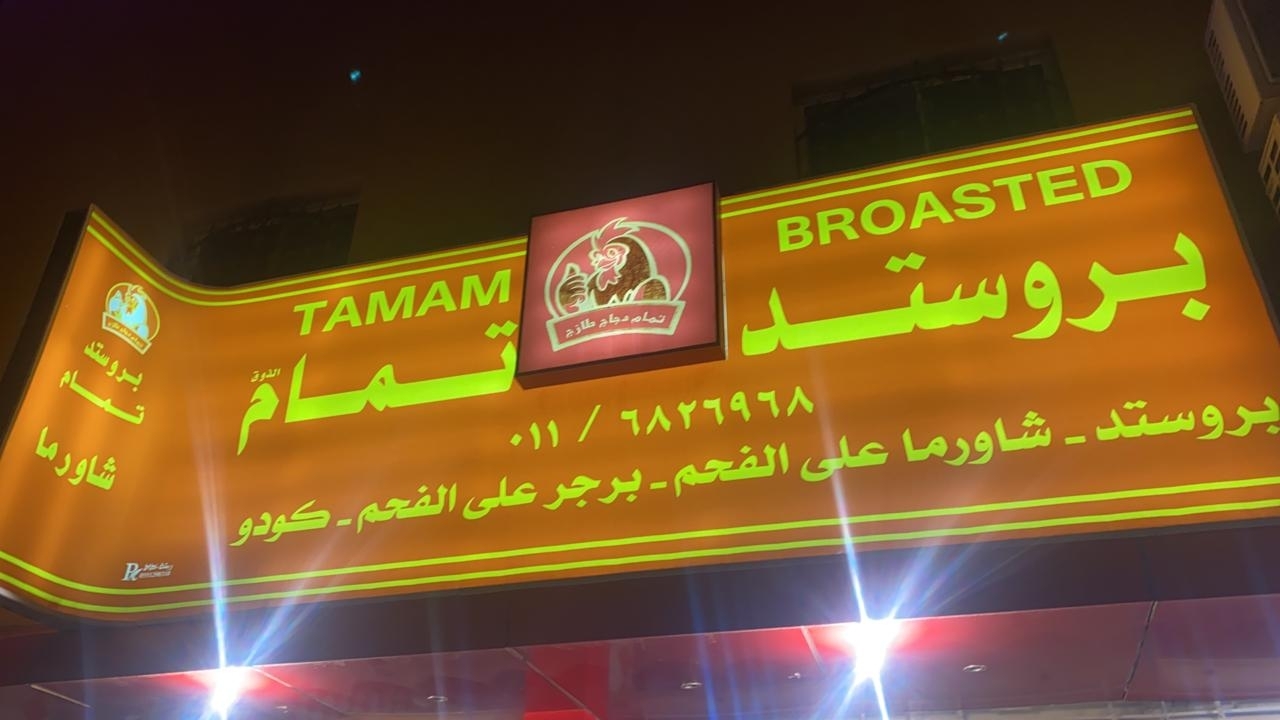 TAMAM BROASTED
بروستد تمام
الذوق
تمام دجاج طازج
٠١١ / ٦٨٢٦٩٦٨
بروستد - شاورما على الفحم - برجر على الفحم - كودو
بروستد
تمام
شاورما